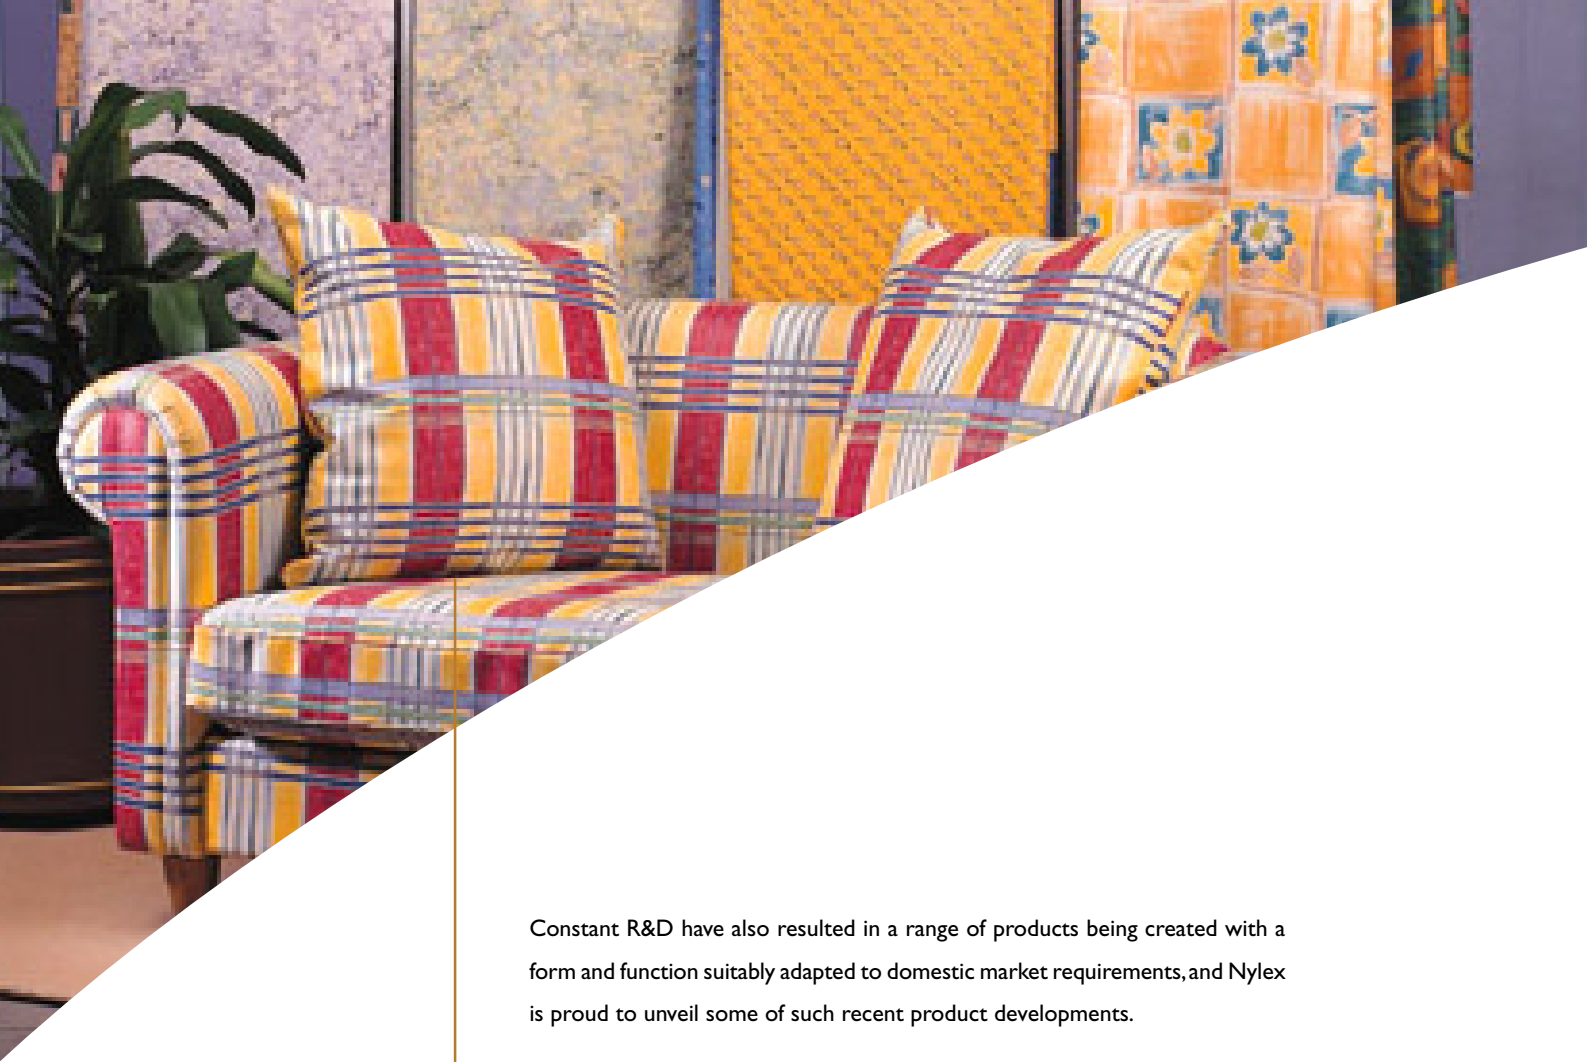 Constant R&D have also resulted in a range of products being created with a
form and function suitably adapted to domestic market requirements, and Nylex
is proud to unveil some of such recent product developments.